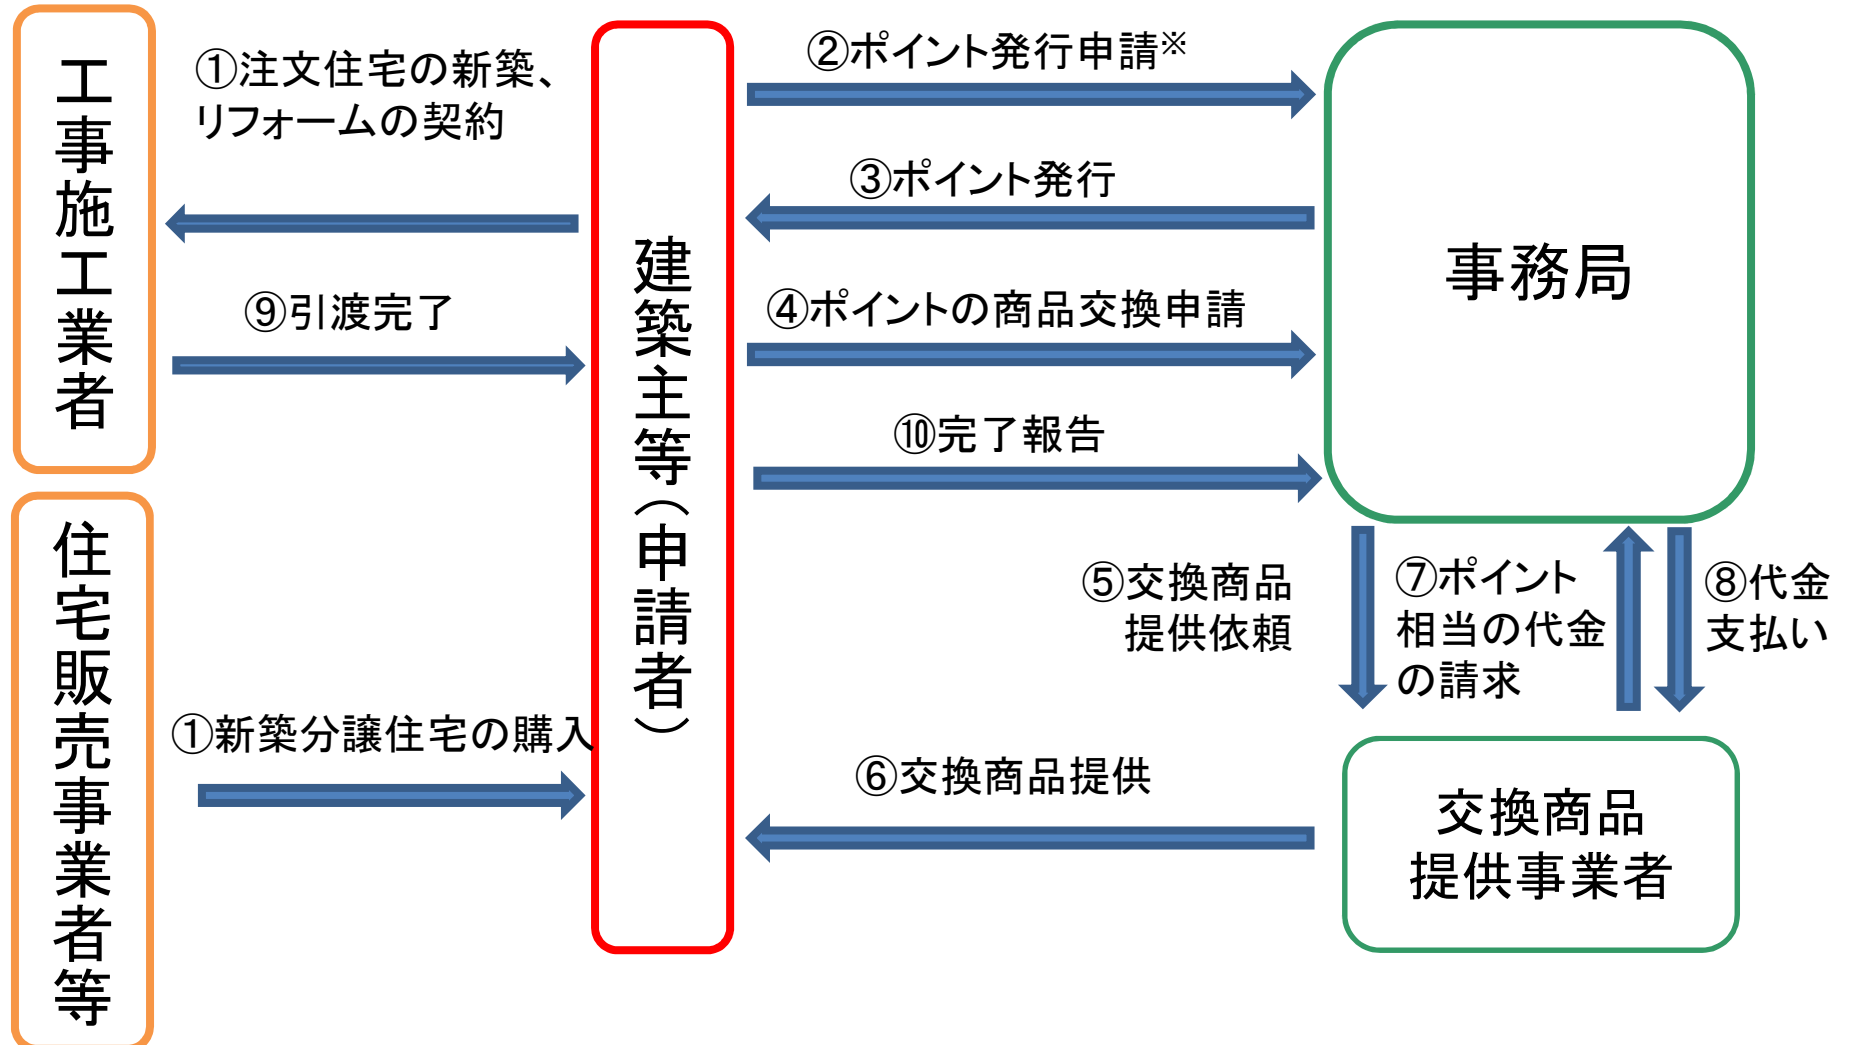 工事施工業者
①注文住宅の新築、
リフォームの契約
⑨引渡完了
住宅販売事業者等
①新築分譲住宅の購入
建築主等(申請者)
②ポイント発行申請※
③ポイント発行
④ポイントの商品交換申請
⑩完了報告
事務局
⑤交換商品
提供依頼
⑦ポイント
相当の代金
の請求
⑧代金
支払い
⑥交換商品提供
交換商品
提供事業者